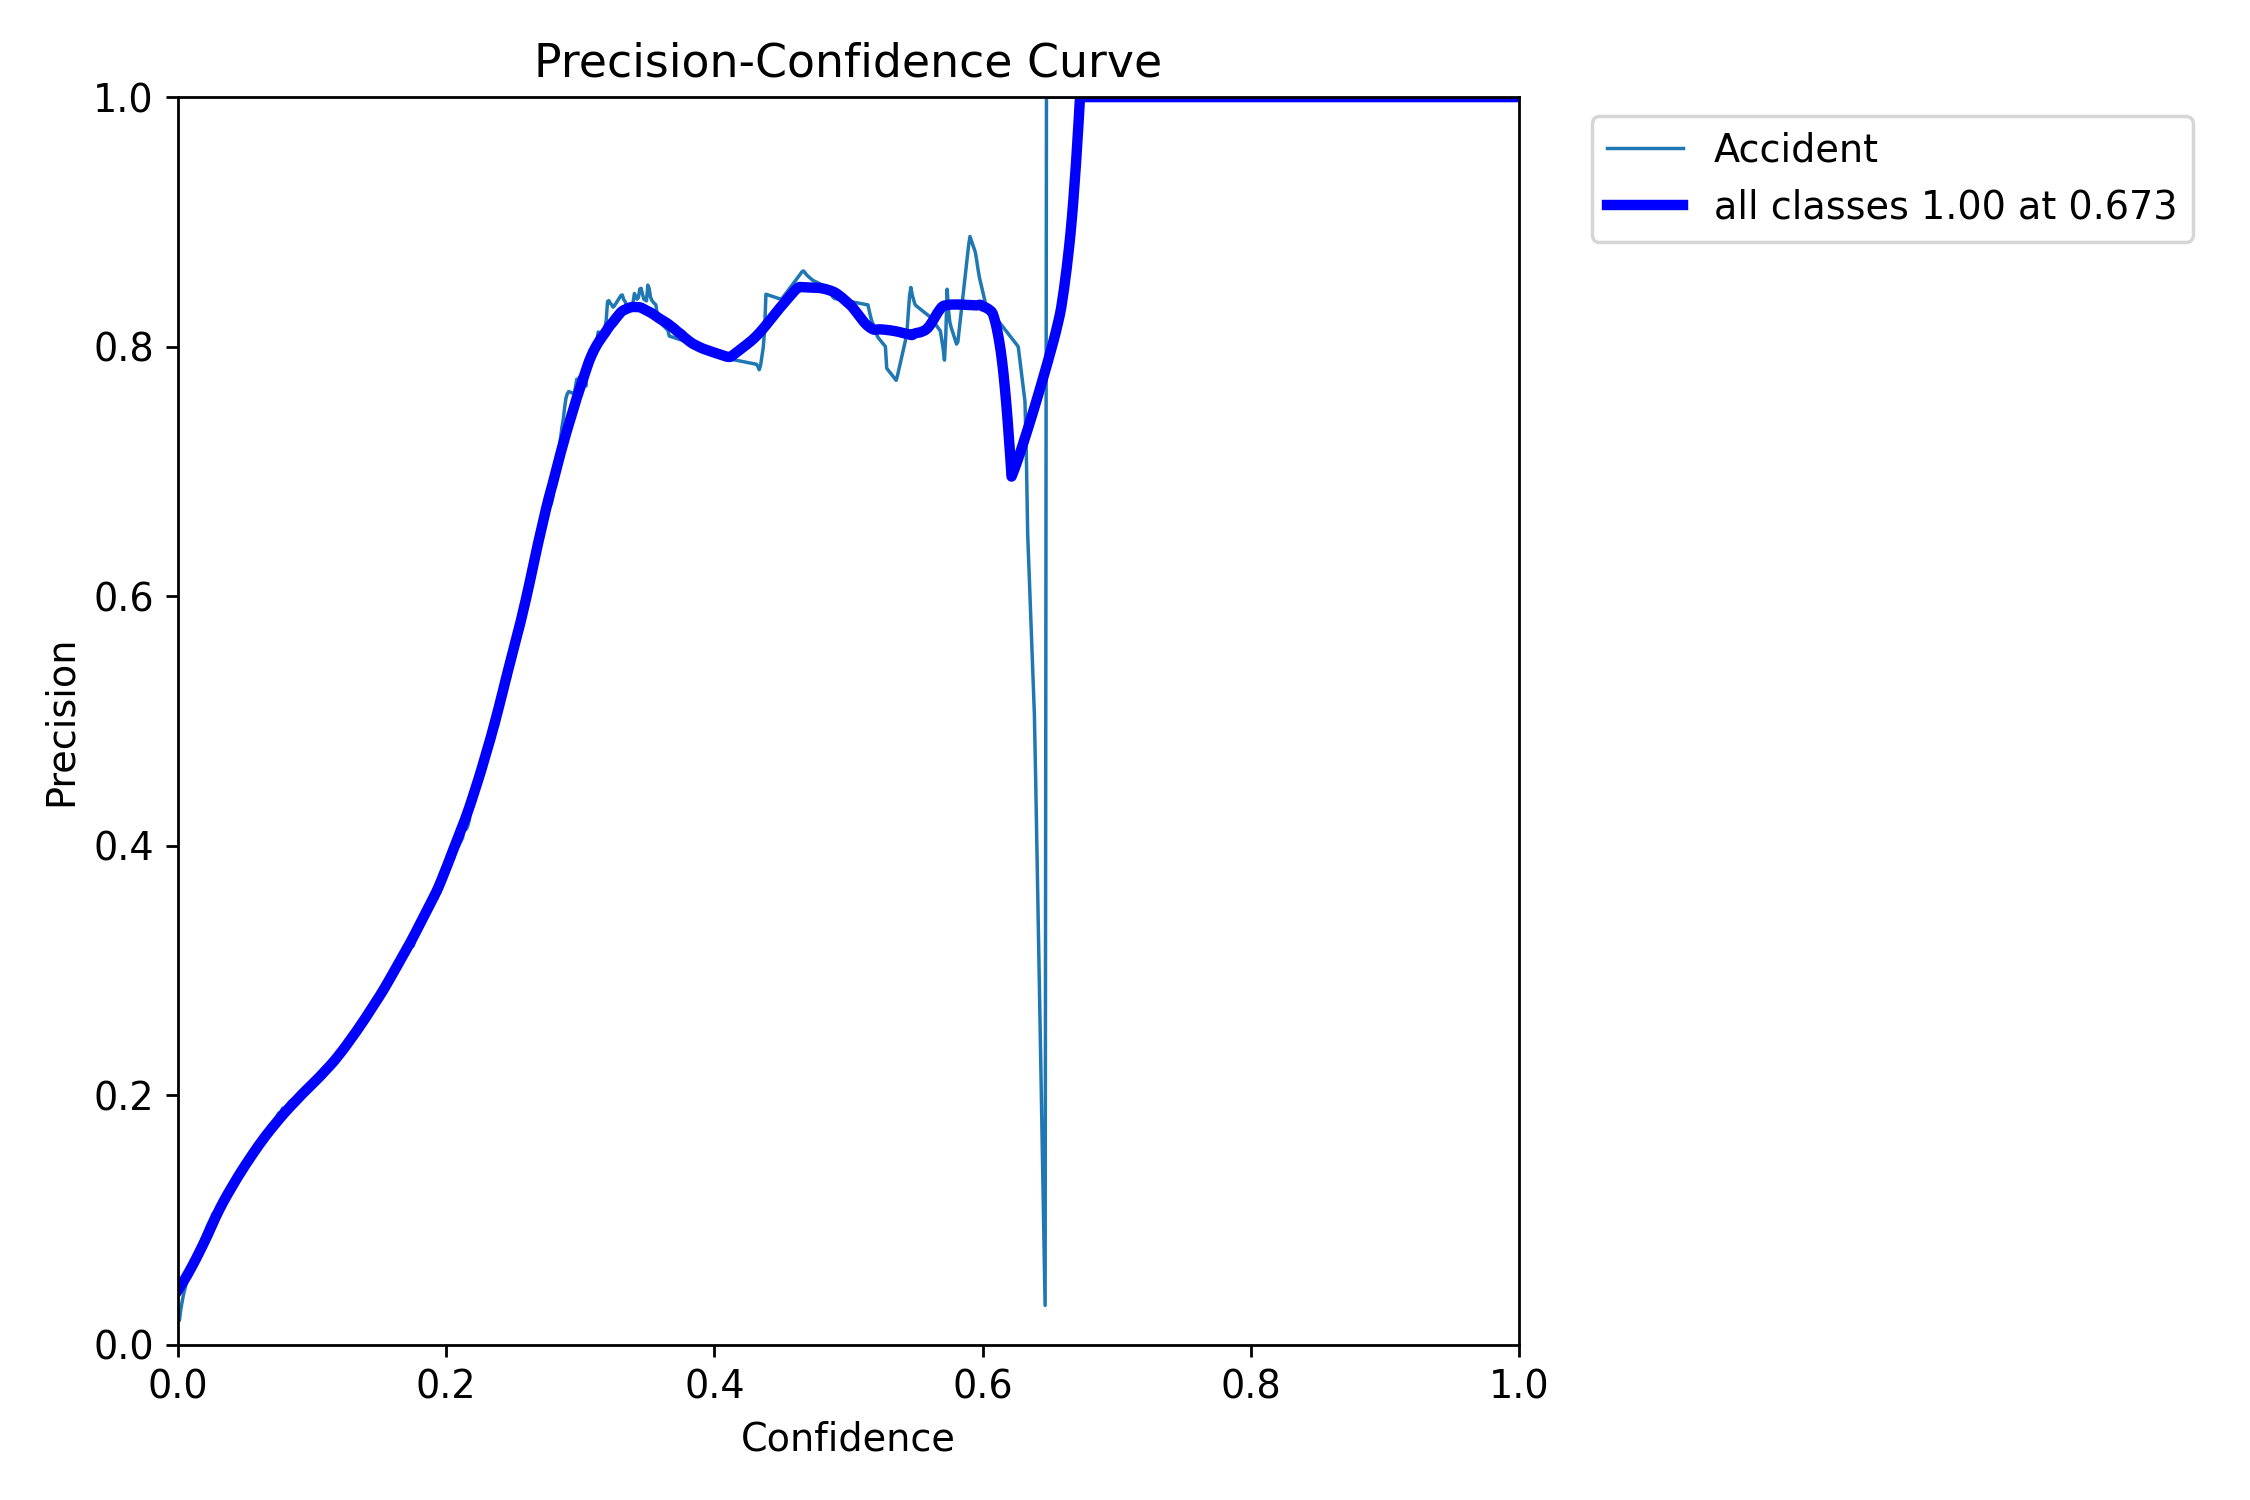 Precision-Confidence Curve
1.0
0.8
0.6
0.4
0.2
0.0
Precision
0.0 0.2 0.4 0.6 0.8 1.0
Confidence
Accident
all classes 1.00 at 0.673